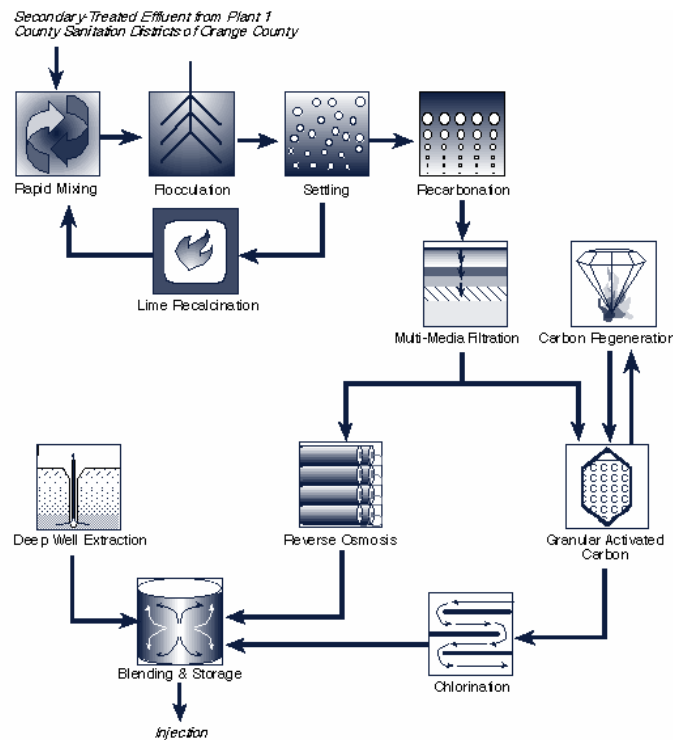 Secondary-Treated Effluent from Plant 1
County Sanitation Districts of Orange County
Rapid Mixing
Flocculation
Settling
Recarbonation
Lime Recalcination
Multi-Media Filtration
Carbon Regeneration
Deep Well Extraction
Reverse Osmosis
Granular Activated
Carbon
Blending & Storage
Chlorination
Injection